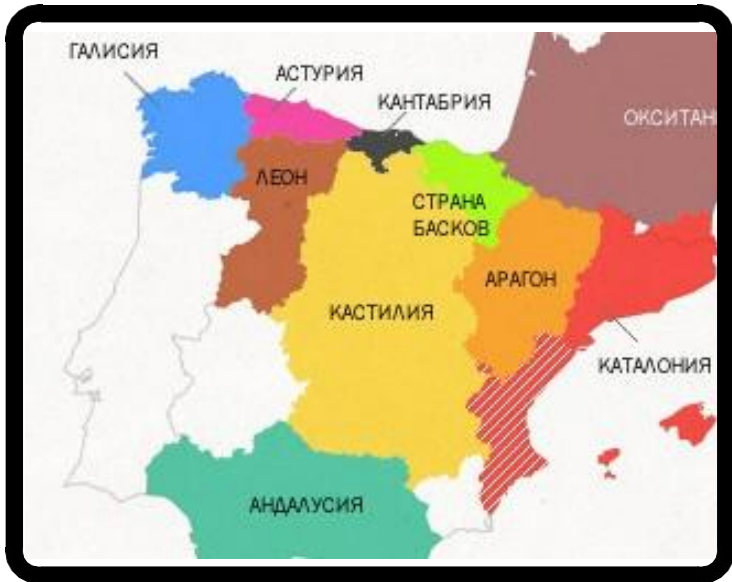 ГАЛИСИЯ
АСТУРИЯ
КАНТАБРИЯ
ОКСИТАН
ЛЕОН
СТРАНА
БАСКОВ
АРАГОН
КАСТИЛИЯ
КАТАЛОНИЯ
АНДАЛУСИЯ